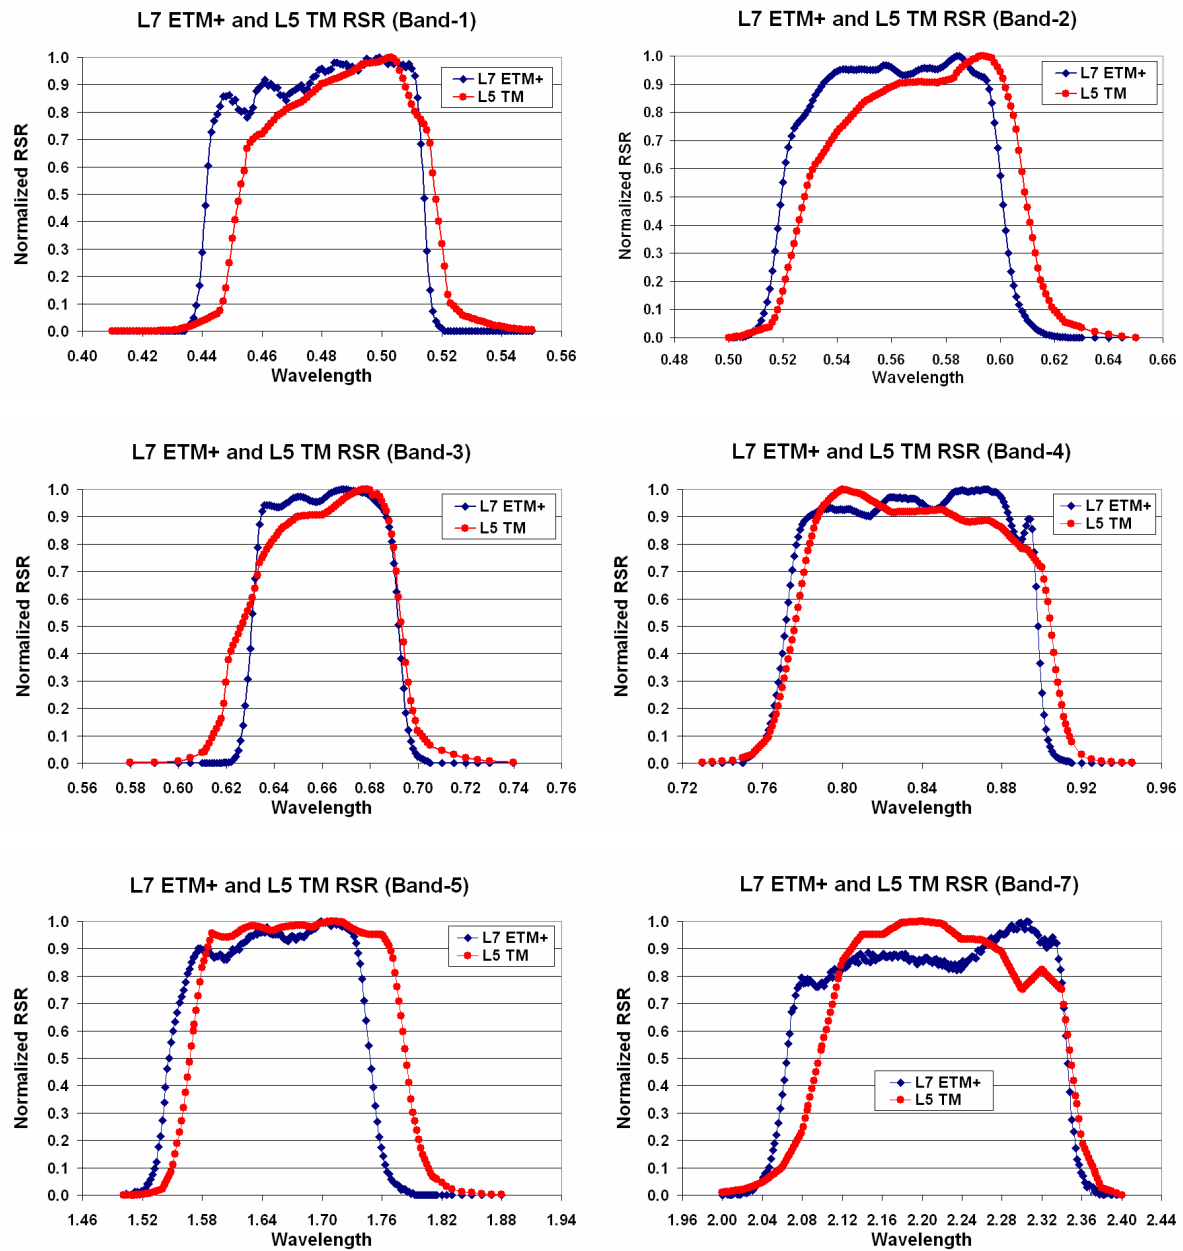 L7 ETM+ and L5 TM RSR (Band-1)
1.0
0.9
0.8
0.7
0.6
0.5
0.4
0.3
0.2
0.1
0.0
Normalized RSR
L7 ETM+
L5 TM
0.40 0.42 0.44 0.46 0.48 0.50 0.52 0.54 0.56
Wavelength
L7 ETM+ and L5 TM RSR (Band-2)
1.0
0.9
0.8
0.7
0.6
0.5
0.4
0.3
0.2
0.1
0.0
Normalized RSR
L7 ETM+
L5 TM
0.48 0.50 0.52 0.54 0.56 0.58 0.60 0.62 0.64 0.66
Wavelength
L7 ETM+ and L5 TM RSR (Band-3)
1.0
0.9
0.8
0.7
0.6
0.5
0.4
0.3
0.2
0.1
0.0
Normalized RSR
L7 ETM+
L5 TM
0.56 0.58 0.60 0.62 0.64 0.66 0.68 0.70 0.72 0.74 0.76
Wavelength
L7 ETM+ and L5 TM RSR (Band-4)
1.0
0.9
0.8
0.7
0.6
0.5
0.4
0.3
0.2
0.1
0.0
Normalized RSR
L7 ETM+
L5 TM
0.72 0.76 0.80 0.84 0.88 0.92 0.96
Wavelength
L7 ETM+ and L5 TM RSR (Band-5)
1.0
0.9
0.8
0.7
0.6
0.5
0.4
0.3
0.2
0.1
0.0
Normalized RSR
L7 ETM+
L5 TM
1.46 1.52 1.58 1.64 1.70 1.76 1.82 1.88 1.94
Wavelength
L7 ETM+ and L5 TM RSR (Band-7)
1.0
0.9
0.8
0.7
0.6
0.5
0.4
0.3
0.2
0.1
0.0
Normalized RSR
L7 ETM+
L5 TM
1.96 2.00 2.04 2.08 2.12 2.16 2.20 2.24 2.28 2.32 2.36 2.40 2.44
Wavelength